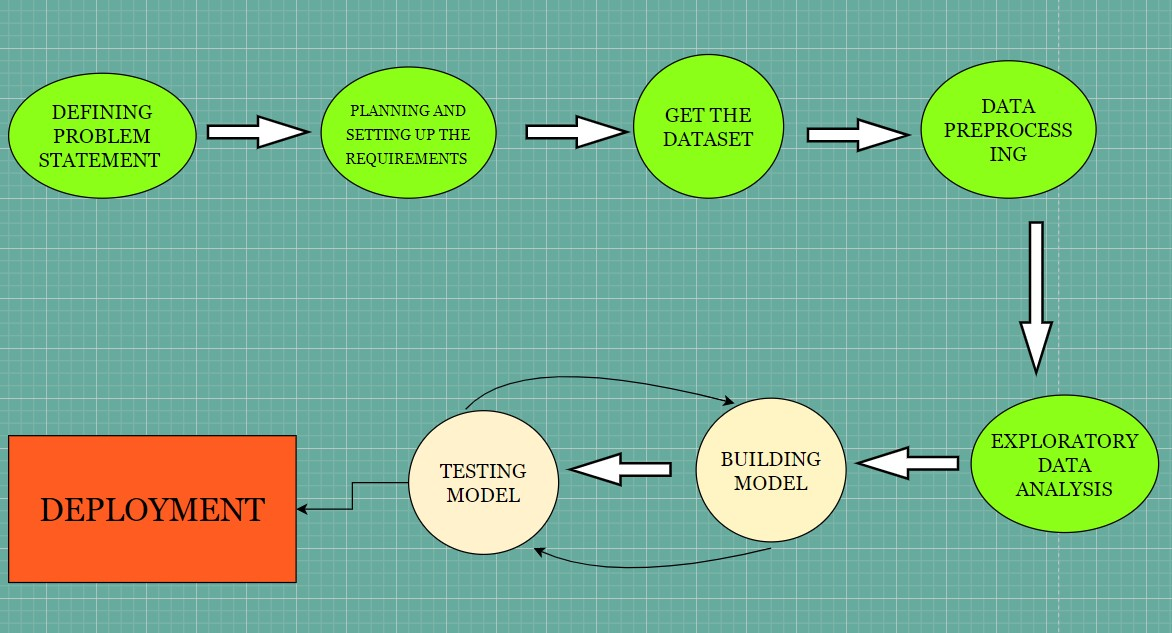 DEFINING
PROBLEM
STATEMENT
PLANNING AND
SETTING UP THE
REQUIREMENTS
GET THE
DATASET
DATA
PREPROCESS
ING
EXPLORATORY
DATA
ANALYSIS
BUILDING
MODEL
TESTING
MODEL
DEPLOYMENT